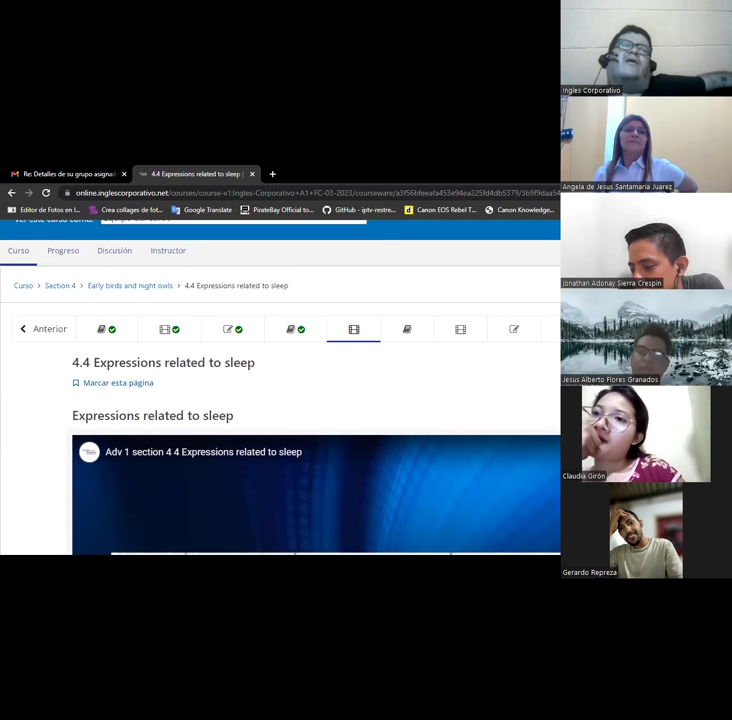 Re: Detalles de su grupo asignad
4.4 Expressions related to sleep |
online.inglescorporativo.net/courses/course-v1:Ingles-Corporativo+A1+FC-03-2023/courseware/a3f56bfeeafa453e94ea225fd4db5379/3b9f9daa54
Editor de Fotos en l...
Crea collages de fot...
Google Translate
PirateBay Official to...
GitHub - iptv-restre...
Canon EOS Rebel T...
Canon Knowledge...
Ver este curso como:
Curso
Progreso
Discusión
Instructor
Curso > Section 4 > Early birds and night owls > 4.4 Expressions related to sleep
Anterior
4.4 Expressions related to sleep
Marcar esta página
Expressions related to sleep
Adv 1 section 4 4 Expressions related to sleep
Ingles Corporativo
Angela de Jesus Santamaria Juarez
jonathan Adonay Sierra Crespin
Jesus Alberto Flores Granados
Claudia Girón
Gerardo Repreza